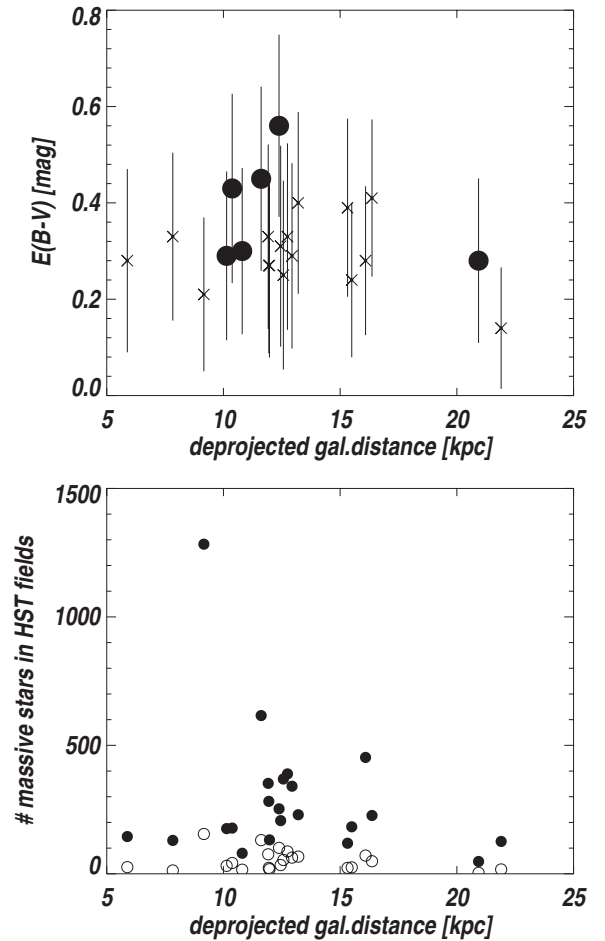 0.8
0.6
0.4
0.2
0.0
E(B-V) [mag]
5 10 15 20 25
deprojected gal.distance [kpc]
1500
1000
500
0
# massive stars in HST fields
5 10 15 20 25
deprojected gal.distance [kpc]